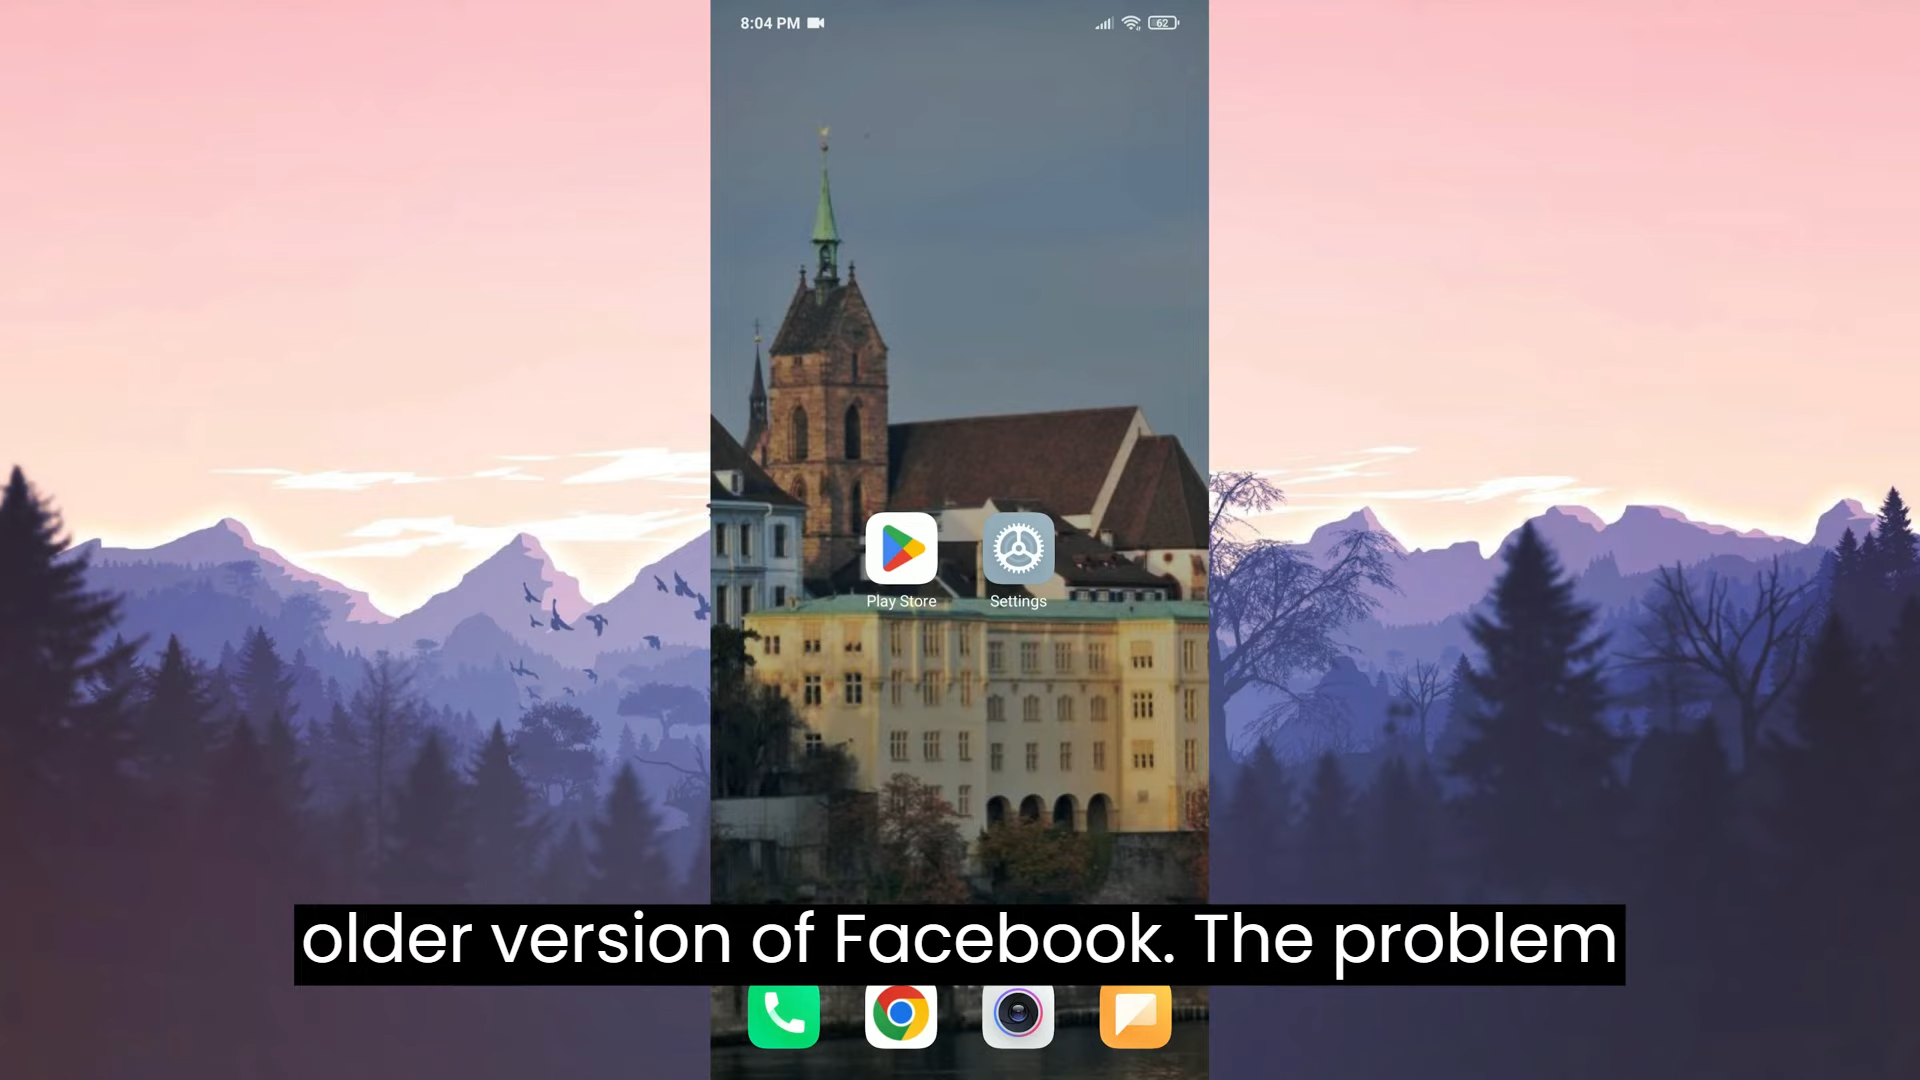 8:04 PM
62
Play Store
Settings
older version of Facebook. The problem